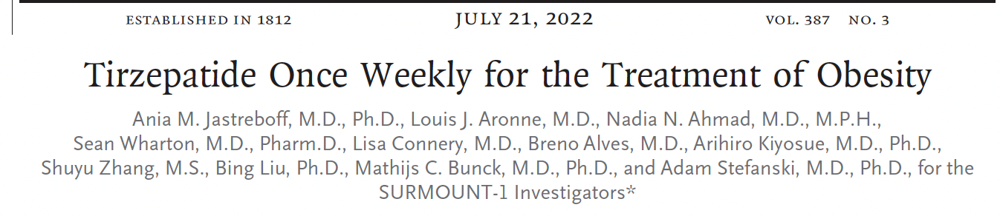 ESTABLISHED IN 1812 JULY 21, 2022 VOL. 387 NO. 3
Tirzepatide Once Weekly for the Treatment of Obesity
Ania M. Jastreboff, M.D., Ph.D., Louis J. Aronne, M.D., Nadia N. Ahmad, M.D., M.P.H.,
Sean Wharton, M.D., Pharm.D., Lisa Connery, M.D., Breno Alves, M.D., Arihiro Kiyosue, M.D., Ph.D.,
Shuyu Zhang, M.S., Bing Liu, Ph.D., Mathijs C. Bunck, M.D., Ph.D., and Adam Stefanski, M.D., Ph.D., for the
SURMOUNT-1 Investigators*